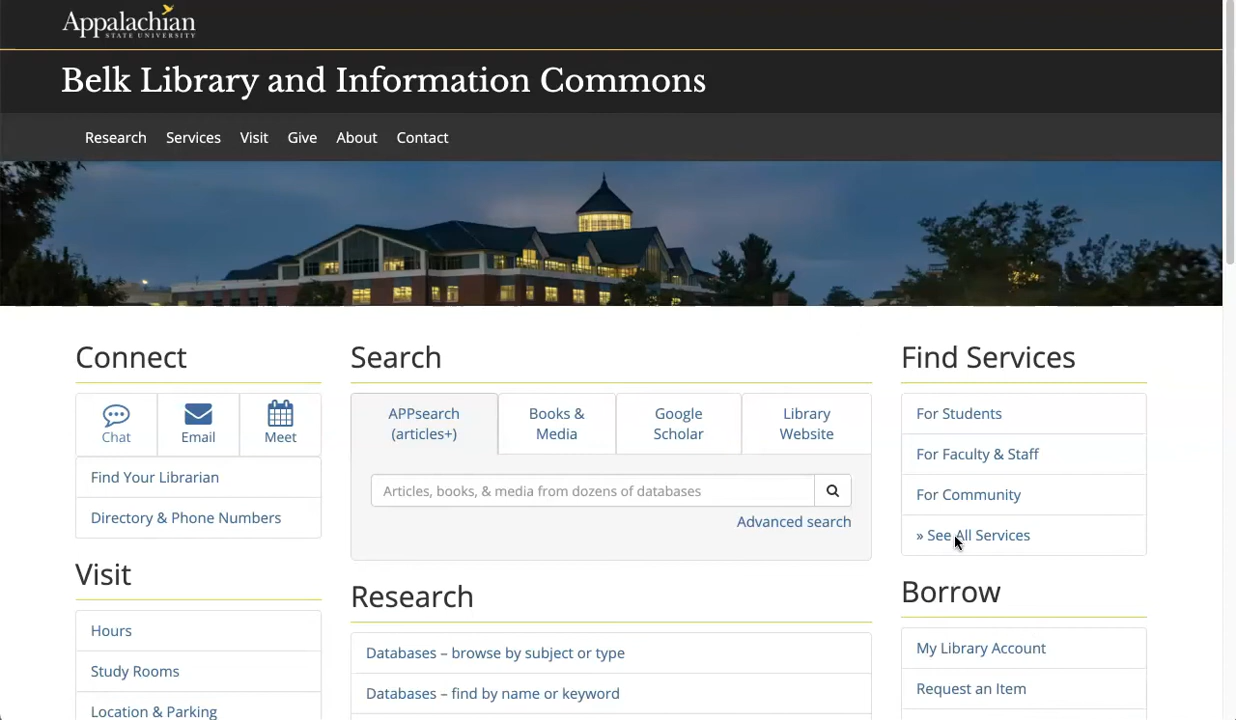 Appalachian
STATE UNIVERSITY
Belk Library and Information Commons
Research Services Visit Give About Contact
Connect
Chat Email Meet
Find Your Librarian
Directory & Phone Numbers
Visit
Hours
Study Rooms
Location & Parking
Search
APPsearch
(articles+)
Books &
Media
Google
Scholar
Library
Website
Articles, books, & media from dozens of databases
Advanced search
Research
Databases – browse by subject or type
Databases – find by name or keyword
Find Services
For Students
For Faculty & Staff
For Community
» See All Services
Borrow
My Library Account
Request an Item